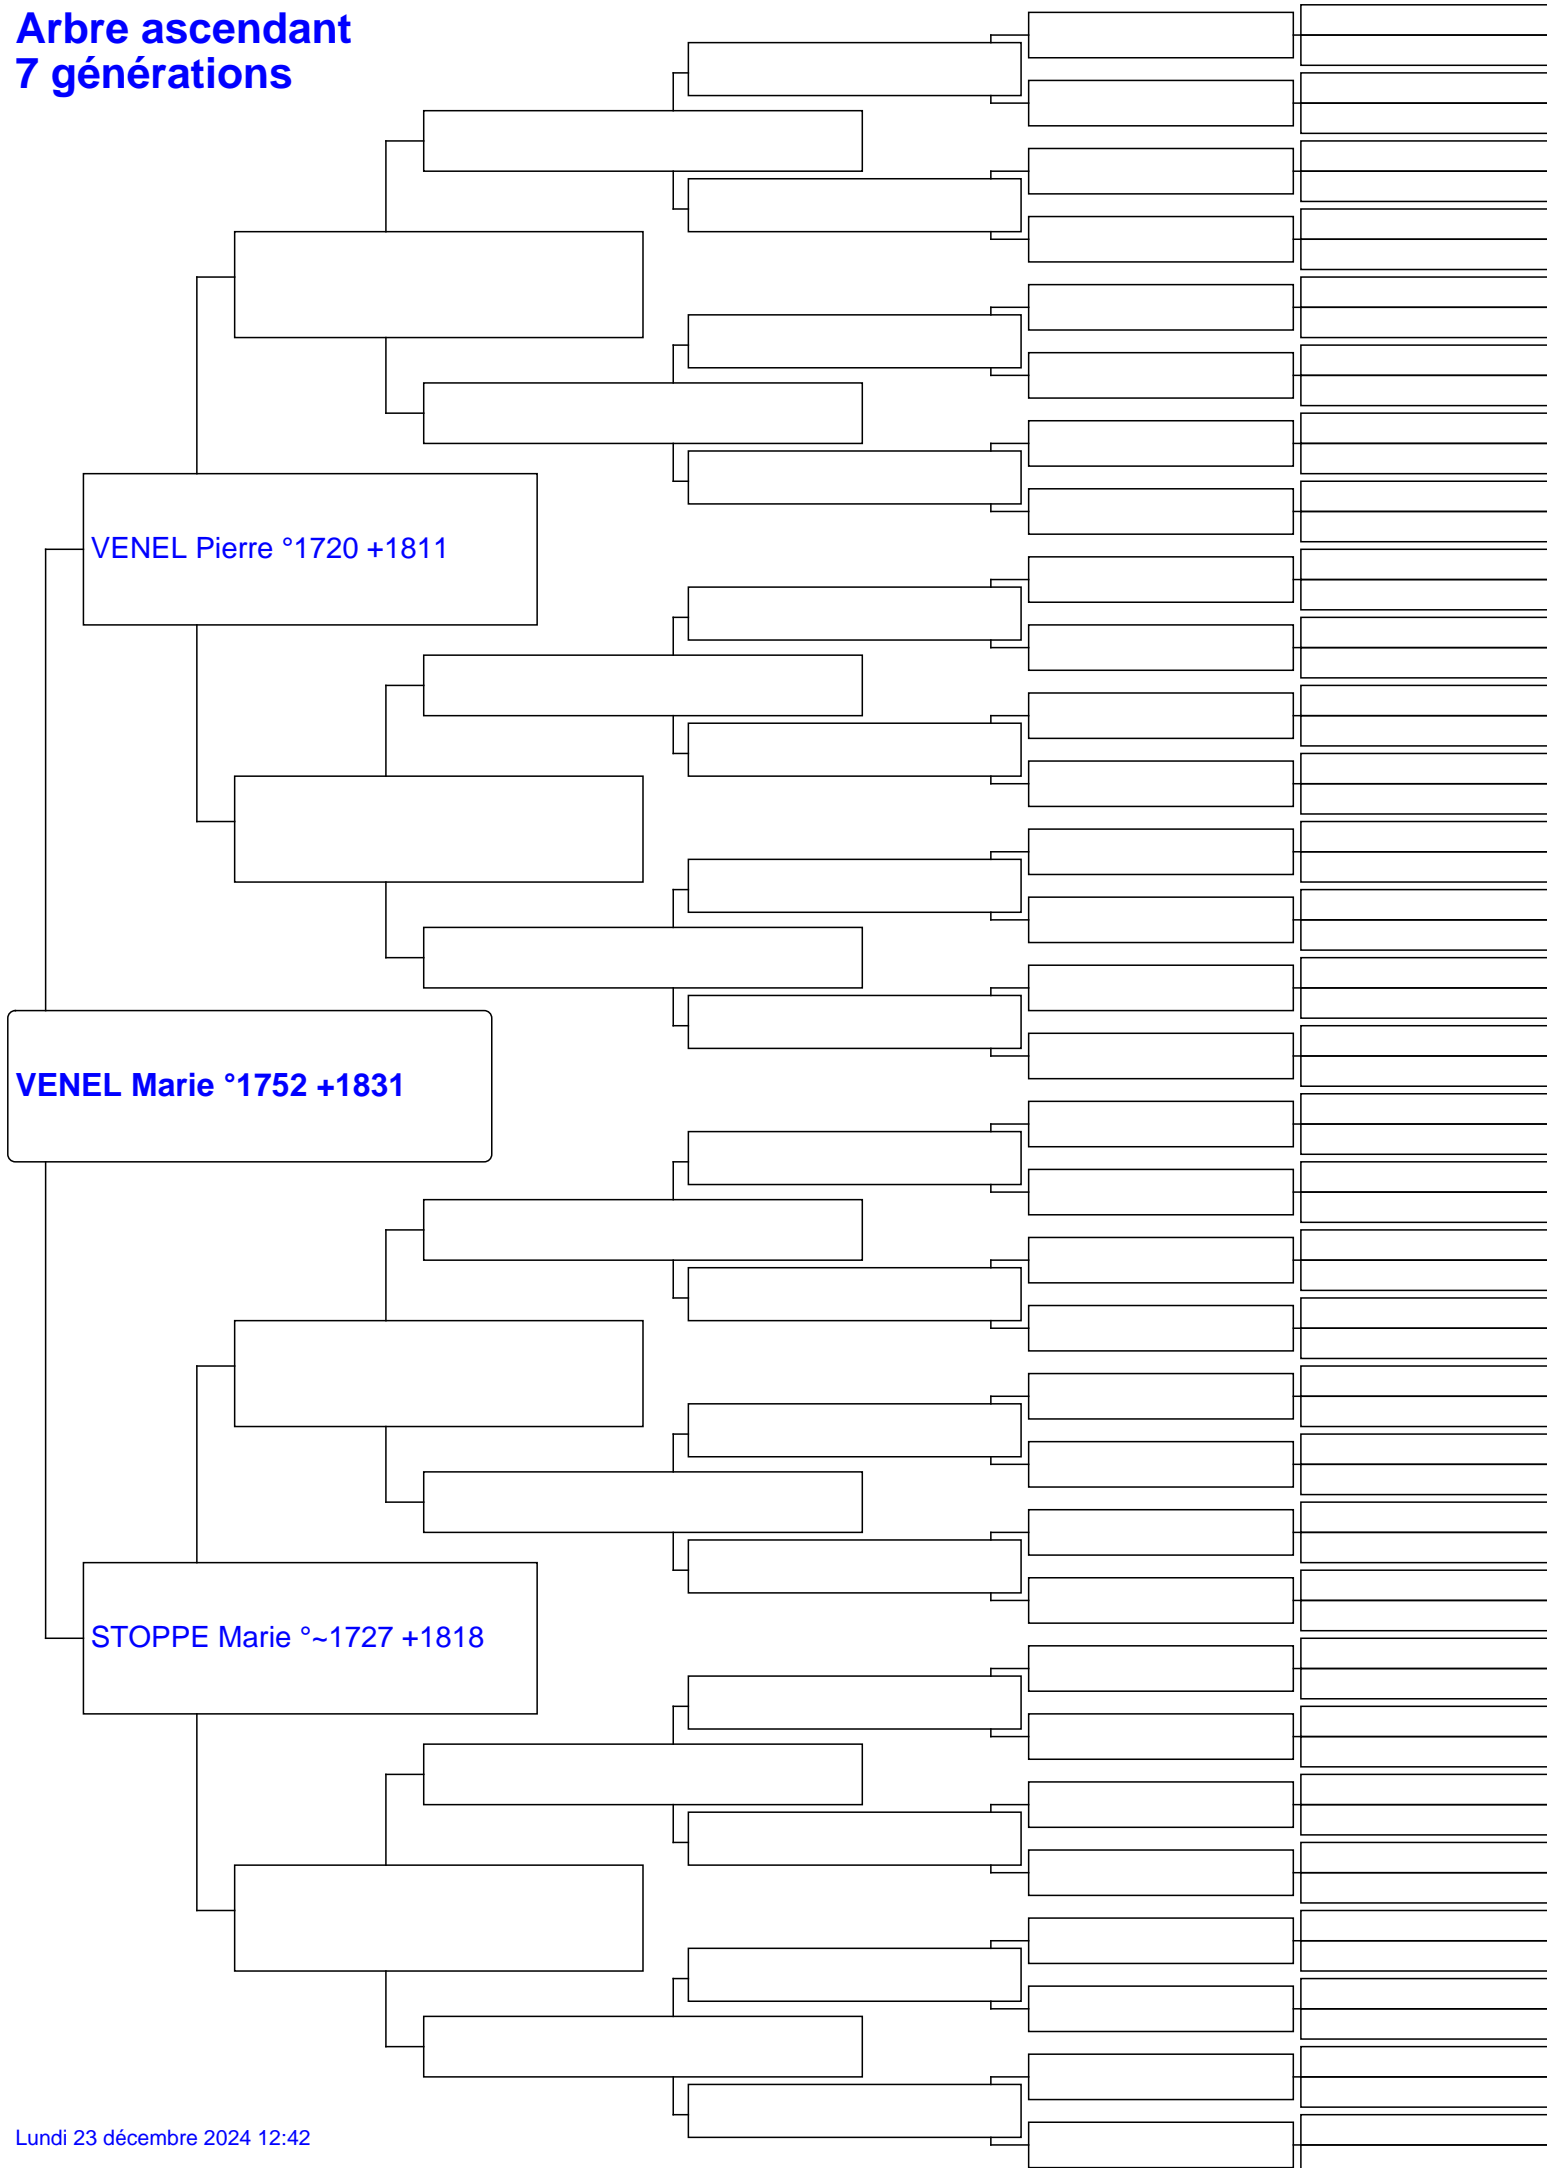 Arbre ascendant
7 générations
VENEL Pierre °1720 +1811
VENEL Marie °1752 +1831
STOPPE Marie °~1727 +1818
Lundi 23 décembre 2024 12:42